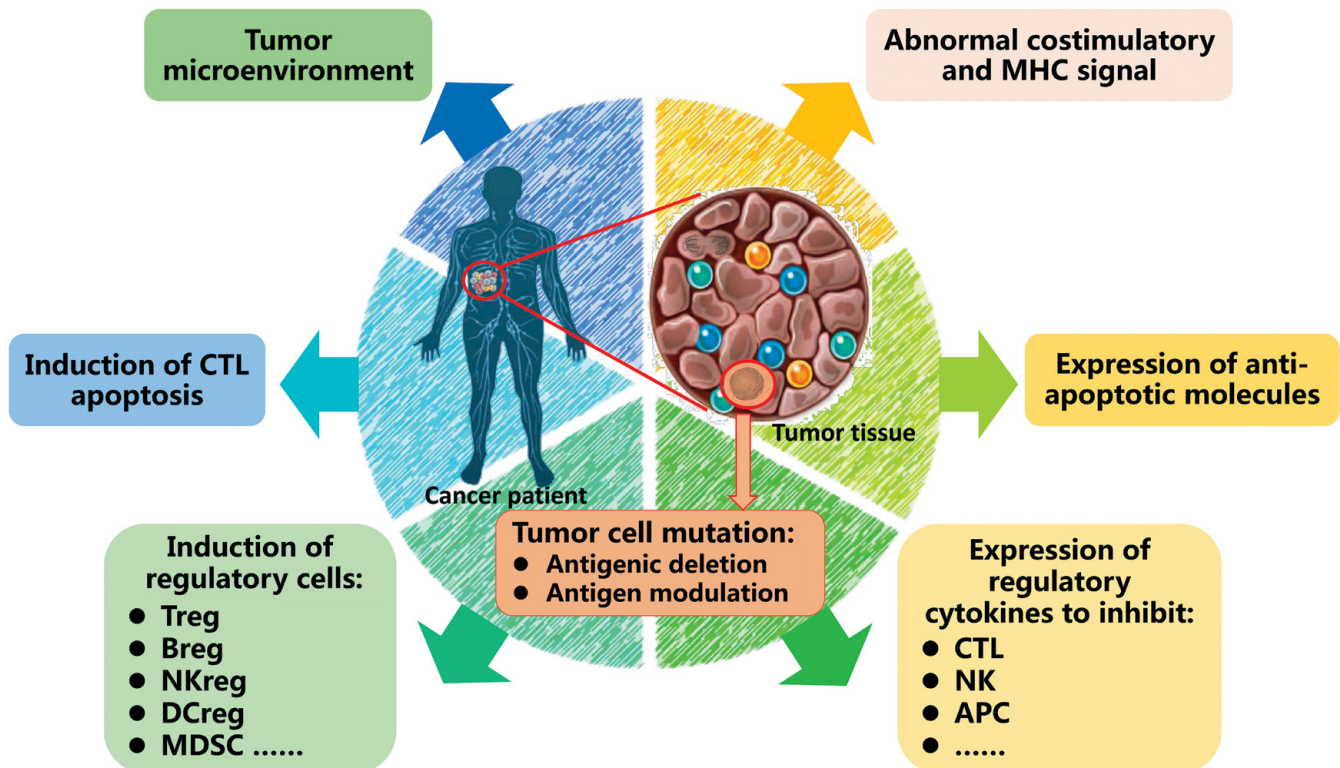 Tumor
microenvironment
Abnormal costimulatory
and MHC signal
Induction of CTL
apoptosis
Expression of anti-
apoptotic molecules
Tumor tissue
Cancer patient
Tumor cell mutation:
● Antigenic deletion
● Antigen modulation
Induction of
regulatory cells:
● Treg
● Breg
● NKreg
● DCreg
● MDSC ......
Expression of
regulatory
cytokines to inhibit:
● CTL
● NK
● APC
● ......